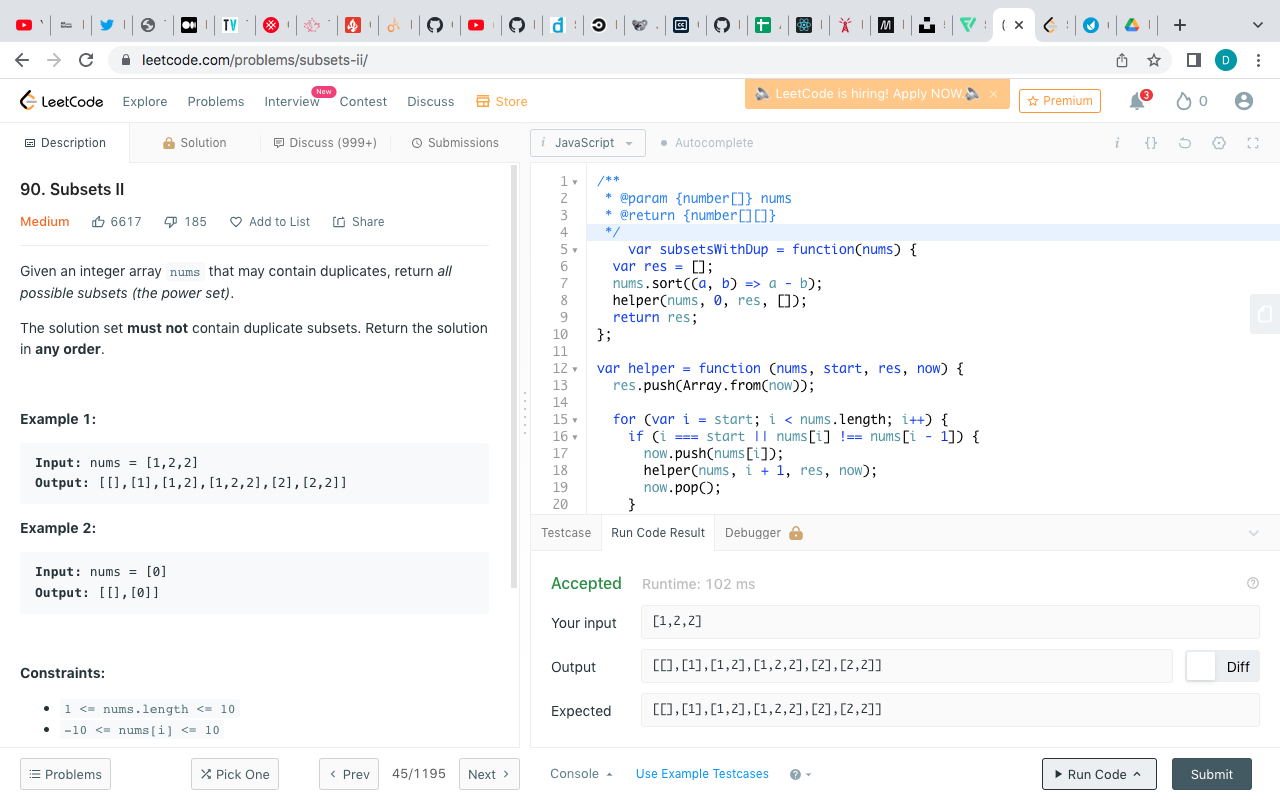 leetcode.com/problems/subsets-ii/
D
LeetCode
Explore
Problems
Interview
New
Contest
Discuss
Store
LeetCode is hiring! Apply NOW.
×
Premium
3
0
Description
Solution
Discuss (999+)
Submissions
i JavaScript
Autocomplete
90. Subsets II
Medium 6617 185 Add to List Share
Given an integer array nums that may contain duplicates, return all
possible subsets (the power set).
The solution set must not contain duplicate subsets. Return the solution
in any order.
Example 1:
Input: nums = [1,2,2]
Output: [[],[1],[1,2],[1,2,2],[2],[2,2]]
Example 2:
Input: nums = [0]
Output: [[],[0]]
Constraints:
1 <= nums.length <= 10
-10 <= nums[i] <= 10
1 /**
2 * @param {number[]} nums
3 * @return {number[][]}
4 */
5 var subsetsWithDup = function(nums) {
6 var res = [];
7 nums.sort((a, b) => a - b);
8 helper(nums, 0, res, []);
9 return res;
10 };
11
12 var helper = function (nums, start, res, now) {
13 res.push(Array.from(now));
14
15 for (var i = start; i < nums.length; i++) {
16 if (i === start || nums[i] !== nums[i - 1]) {
17 now.push(nums[i]);
18 helper(nums, i + 1, res, now);
19 now.pop();
20 }
Testcase
Run Code Result
Debugger
Accepted Runtime: 102 ms
Your input [1,2,2]
Output [[],[1],[1,2],[1,2,2],[2],[2,2]] Diff
Expected [[],[1],[1,2],[1,2,2],[2],[2,2]]
Problems
Pick One
Prev
45/1195
Next
Console
Use Example Testcases
Run Code
Submit